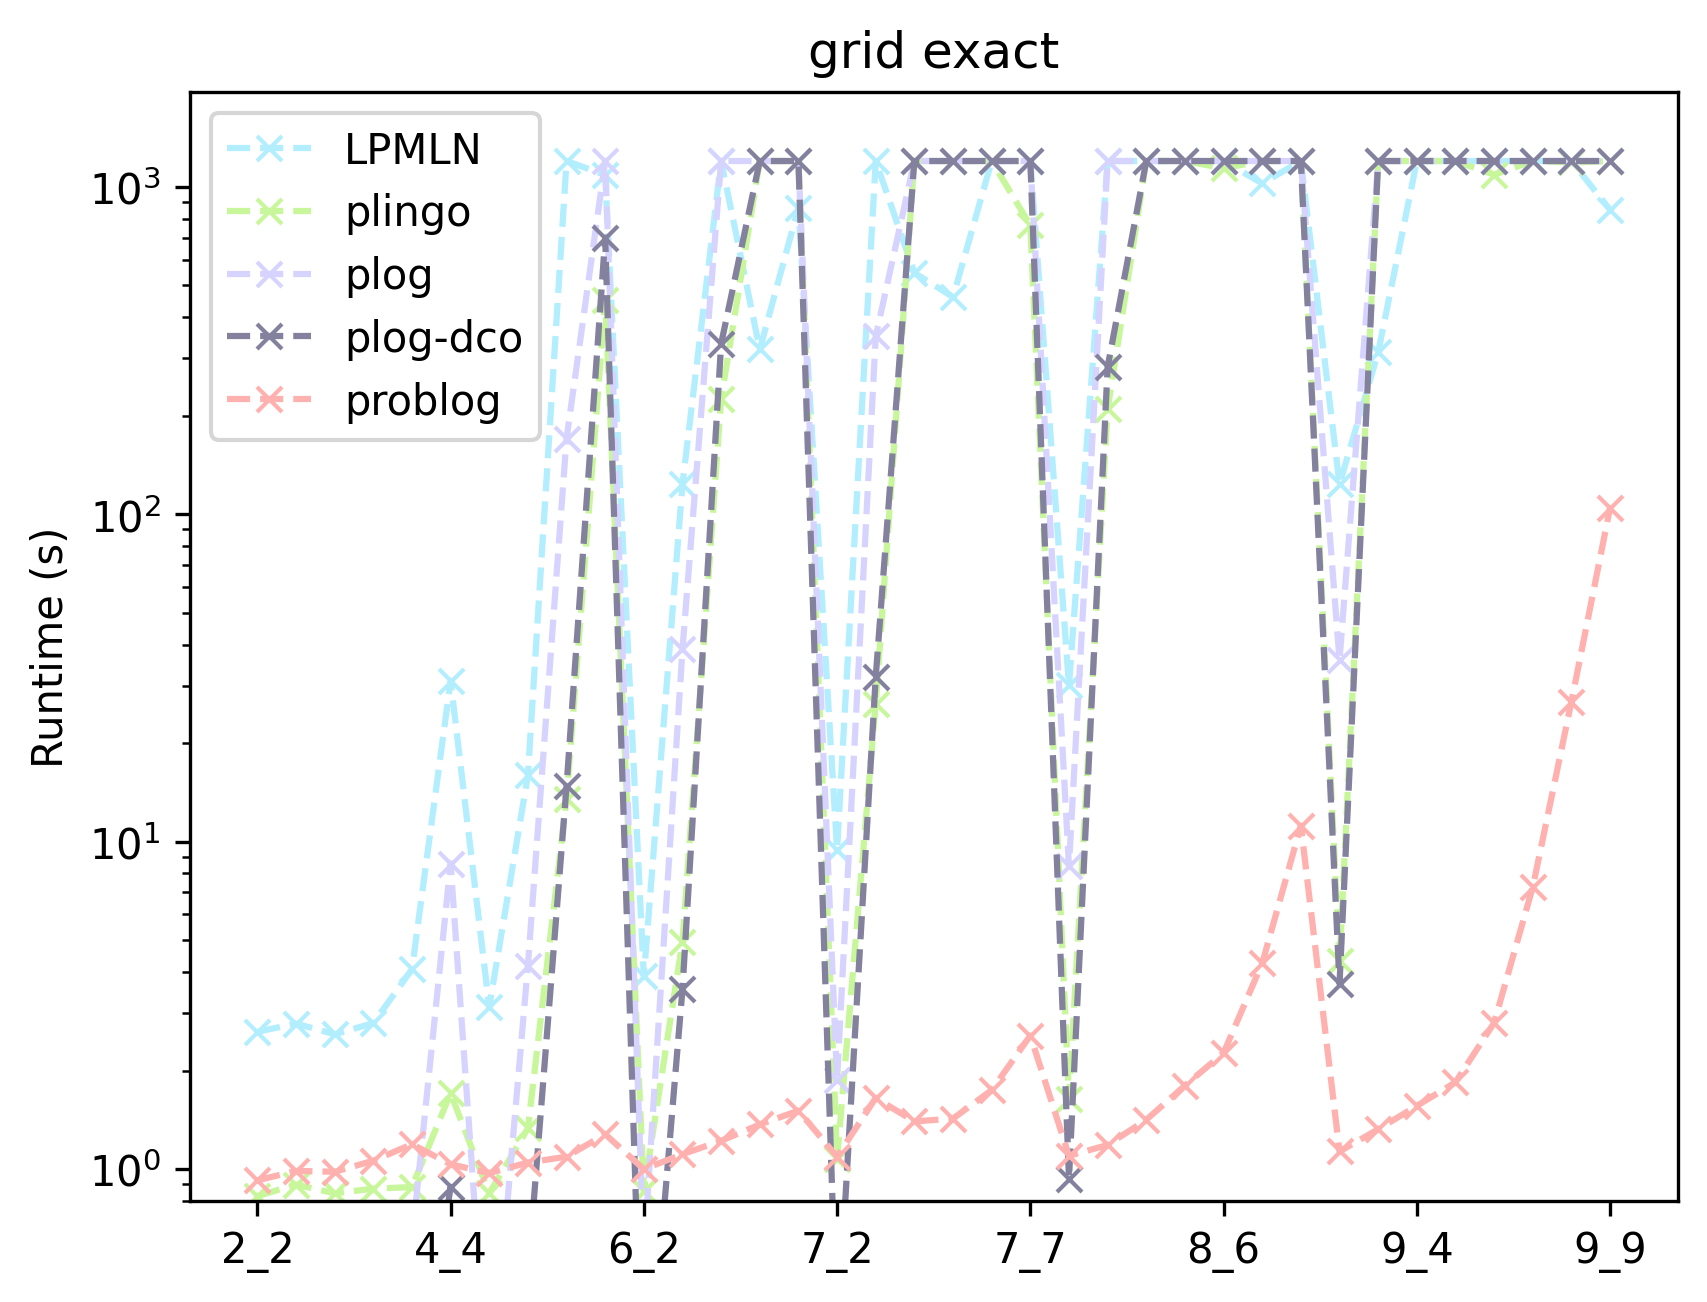 grid exact
LPMLN
plingo
plog
plog-dco
problog
Runtime (s)
10³
10²
10¹
10⁰
2_2 4_4 6_2 7_2 7_7 8_6 9_4 9_9